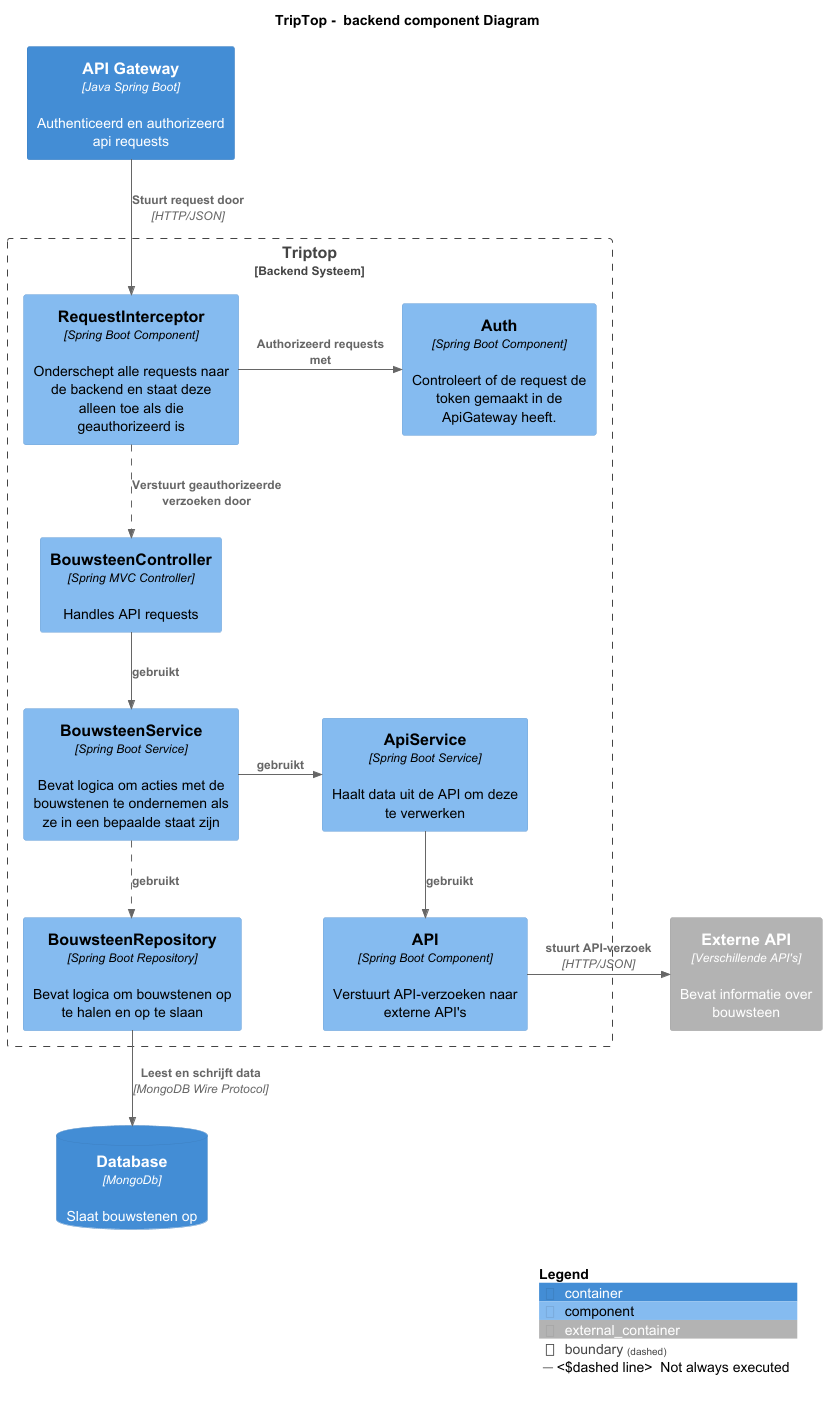 TripTop -  backend component Diagram
API Gateway
[Java Spring Boot]
Authenticeerd en authorizeerd
api requests
Stuurt request door
[HTTP/JSON]
Triptop
[Backend Systeem]
RequestInterceptor
[Spring Boot Component]
Onderschept alle requests naar
de backend en staat deze
alleen toe als die
geauthorizeerd is
Authorizeerd requests
met
Auth
[Spring Boot Component]
Controleert of de request de
token gemaakt in de
ApiGateway heeft.
Verstuurt geauthorizeerde
verzoeken door
BouwsteenController
[Spring MVC Controller]
Handles API requests
gebruikt
BouwsteenService
[Spring Boot Service]
Bevat logica om acties met de
bouwstenen te ondernemen als
ze in een bepaalde staat zijn
gebruikt
ApiService
[Spring Boot Service]
Haalt data uit de API om deze
te verwerken
gebruikt
gebruikt
BouwsteenRepository
[Spring Boot Repository]
Bevat logica om bouwstenen op
te halen en op te slaan
API
[Spring Boot Component]
Verstuurt API-verzoeken naar
externe API's
stuurt API-verzoek
[HTTP/JSON]
Externe API
[Verschillende API's]
Bevat informatie over
bouwsteen
Leest en schrijft data
[MongoDB Wire Protocol]
Database
[MongoDb]
Slaat bouwstenen op
Legend
container
component
external_container
boundary (dashed)
— <$dashed line>  Not always executed